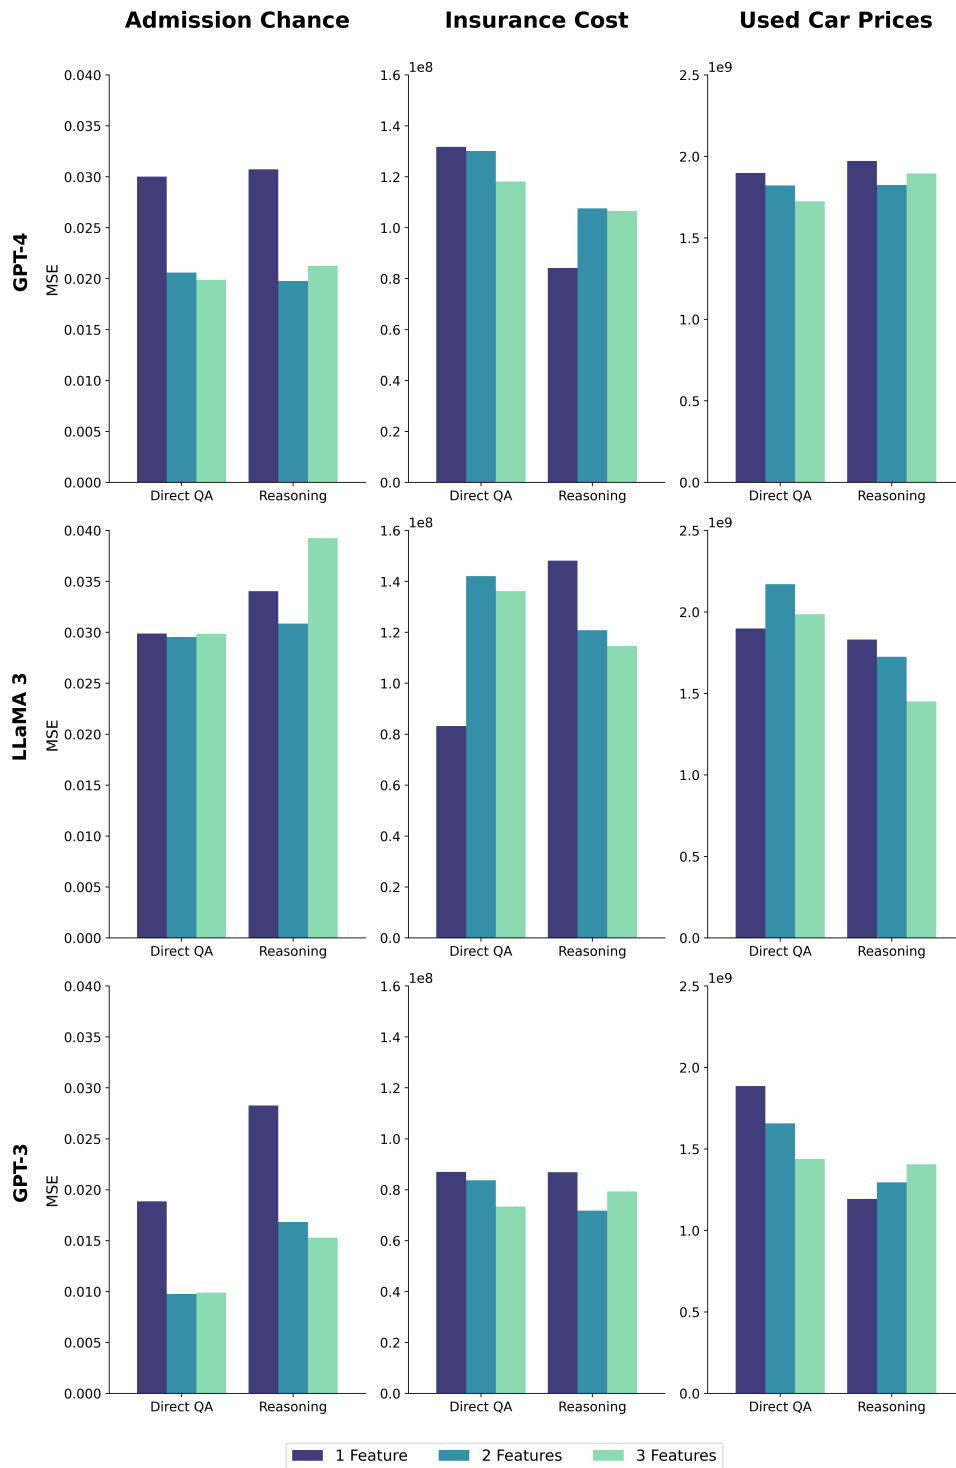 Admission Chance
Insurance Cost
Used Car Prices
GPT-4
MSE
0.040
0.035
0.030
0.025
0.020
0.015
0.010
0.005
0.000
Direct QA
Reasoning
1e8
1.6
1.4
1.2
1.0
0.8
0.6
0.4
0.2
0.0
Direct QA
Reasoning
1e9
2.5
2.0
1.5
1.0
0.5
0.0
Direct QA
Reasoning
LLaMA 3
MSE
0.040
0.035
0.030
0.025
0.020
0.015
0.010
0.005
0.000
Direct QA
Reasoning
1e8
1.6
1.4
1.2
1.0
0.8
0.6
0.4
0.2
0.0
Direct QA
Reasoning
1e9
2.5
2.0
1.5
1.0
0.5
0.0
Direct QA
Reasoning
GPT-3
MSE
0.040
0.035
0.030
0.025
0.020
0.015
0.010
0.005
0.000
Direct QA
Reasoning
1e8
1.6
1.4
1.2
1.0
0.8
0.6
0.4
0.2
0.0
Direct QA
Reasoning
1e9
2.5
2.0
1.5
1.0
0.5
0.0
Direct QA
Reasoning
1 Feature
2 Features
3 Features